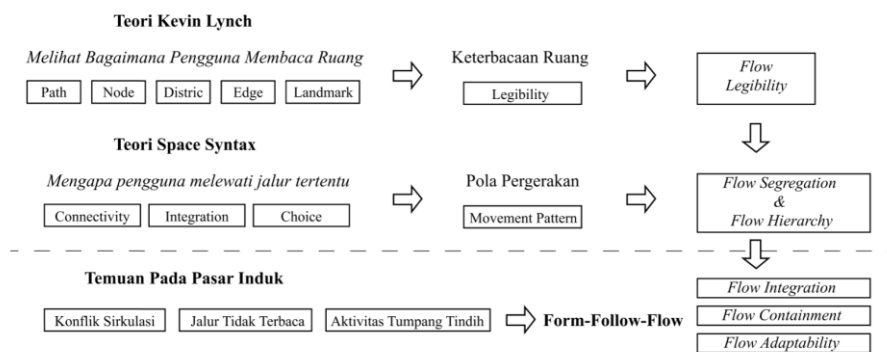 Teori Kevin Lynch
Melihat Bagaimana Pengguna Membaca Ruang
Path
Node
Distric
Edge
Landmark
Keterbacaan Ruang
Legibility
Flow
Legibility
Teori Space Syntax
Mengapa pengguna melewati jalur tertentu
Connectivity
Integration
Choice
Pola Pergerakan
Movement Pattern
Flow Segregation
&
Flow Hierarchy
Temuan Pada Pasar Induk
Konflik Sirkulasi
Jalur Tidak Terbaca
Aktivitas Tumpang Tindih
Form-Follow-Flow
Flow Integration
Flow Containment
Flow Adaptability